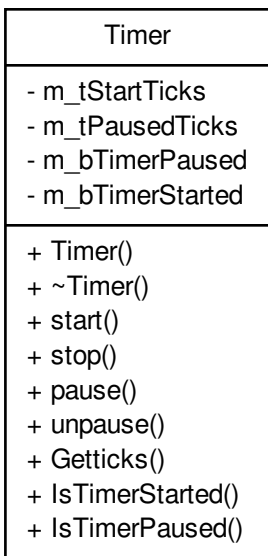 Timer
- m_tStartTicks
- m_tPausedTicks
- m_bTimerPaused
- m_bTimerStarted
+ Timer()
+ ~Timer()
+ start()
+ stop()
+ pause()
+ unpause()
+ Getticks()
+ IsTimerStarted()
+ IsTimerPaused()